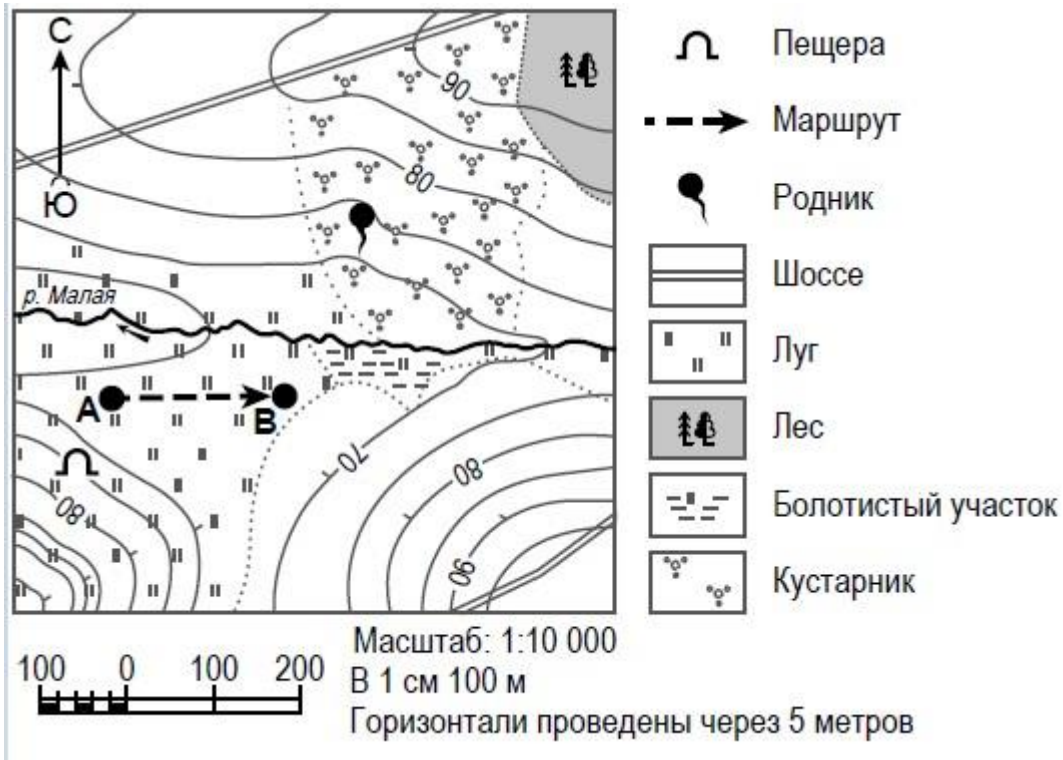 С
Ю
90
80
р. Малая
А
В
70
80
80
90
Пещера
Маршрут
Родник
Шоссе
Луг
Лес
Болотистый участок
Кустарник
100 0 100 200
Масштаб: 1:10 000
В 1 см 100 м
Горизонтали проведены через 5 метров